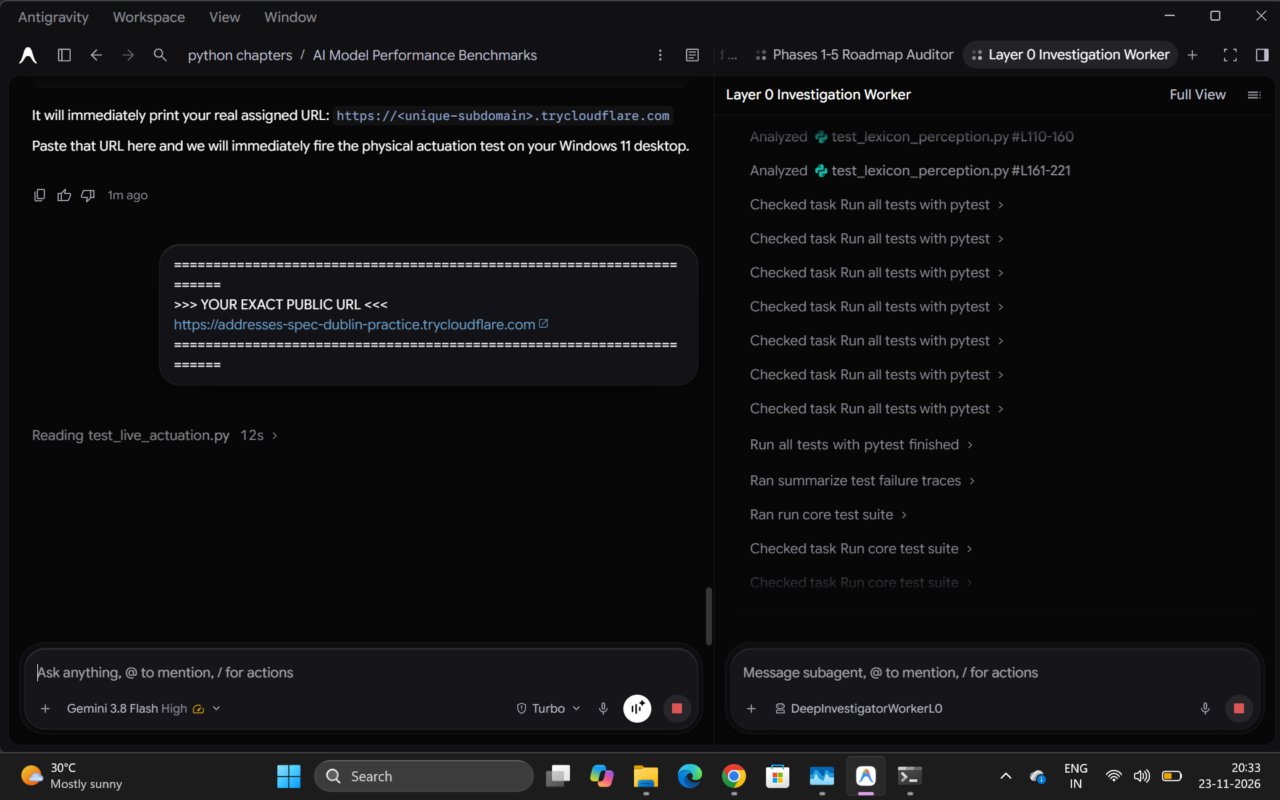 Antigravity Workspace View Window
python chapters / AI Model Performance Benchmarks
... Phases 1-5 Roadmap Auditor Layer 0 Investigation Worker
It will immediately print your real assigned URL: https://<unique-subdomain>.trycloudflare.com
Paste that URL here and we will immediately fire the physical actuation test on your Windows 11 desktop.
1m ago
================================================================
======
>>> YOUR EXACT PUBLIC URL <<<
https://addresses-spec-dublin-practice.trycloudflare.com
================================================================
======
Reading test_live_actuation.py 12s >
Ask anything, @ to mention, / for actions
+ Gemini 3.8 Flash High Turbo
Layer 0 Investigation Worker Full View
Analyzed test_lexicon_perception.py #L110-160
Analyzed test_lexicon_perception.py #L161-221
Checked task Run all tests with pytest >
Checked task Run all tests with pytest >
Checked task Run all tests with pytest >
Checked task Run all tests with pytest >
Checked task Run all tests with pytest >
Checked task Run all tests with pytest >
Checked task Run all tests with pytest >
Run all tests with pytest finished >
Ran summarize test failure traces >
Ran run core test suite >
Checked task Run core test suite >
Checked task Run core test suite >
Message subagent, @ to mention, / for actions
+ DeepInvestigatorWorkerL0
30°C
Mostly sunny
Search
ENG
IN
20:33
23-11-2026